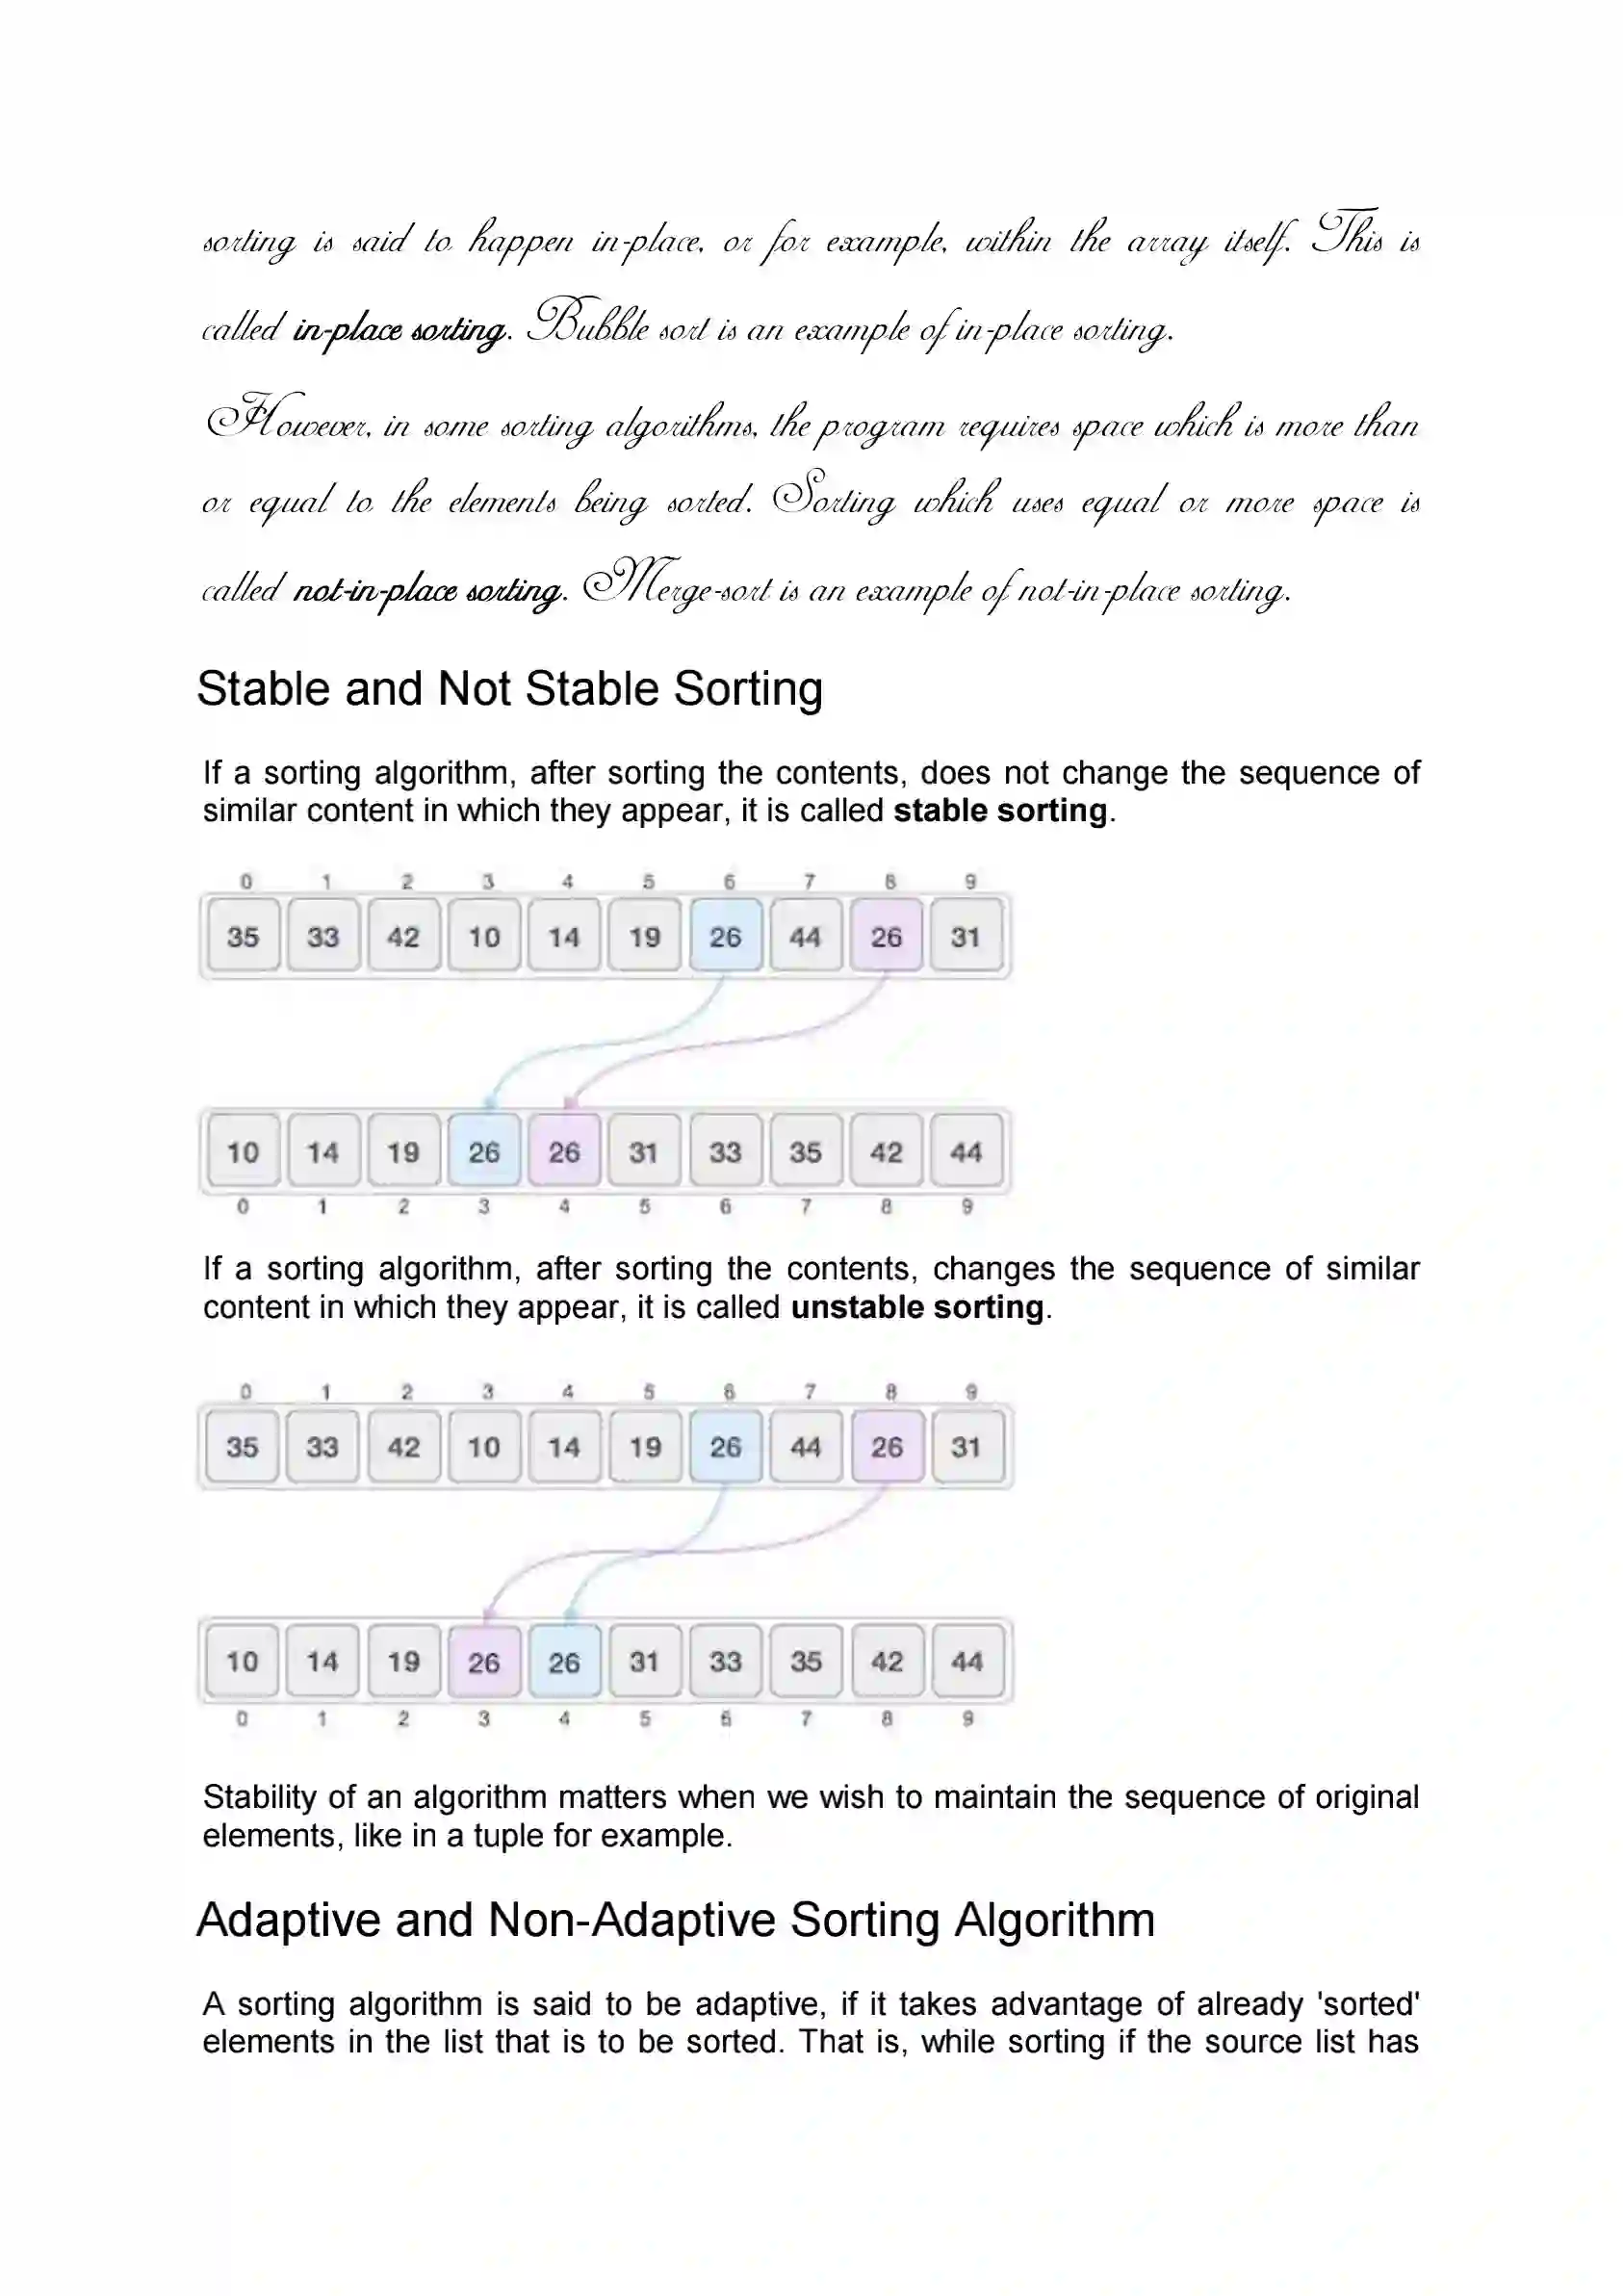 sorting is said to happen in-place, or for example, within the array itself. This is
called in-place sorting. Bubble sort is an example of in-place sorting.
However, in some sorting algorithms, the program requires space which is more than
or equal to the elements being sorted. Sorting which uses equal or more space is
called not-in-place sorting. Merge-sort is an example of not-in-place sorting.
Stable and Not Stable Sorting
If a sorting algorithm, after sorting the contents, does not change the sequence of
similar content in which they appear, it is called stable sorting.
0 1 2 3 4 5 6 7 8 9
35 33 42 10 14 19 26 44 26 31
10 14 19 26 26 31 33 35 42 44
0 1 2 3 4 5 6 7 8 9
If a sorting algorithm, after sorting the contents, changes the sequence of similar
content in which they appear, it is called unstable sorting.
0 1 2 3 4 5 6 7 8 9
35 33 42 10 14 19 26 44 26 31
10 14 19 26 26 31 33 35 42 44
0 1 2 3 4 5 6 7 8 9
Stability of an algorithm matters when we wish to maintain the sequence of original
elements, like in a tuple for example.
Adaptive and Non-Adaptive Sorting Algorithm
A sorting algorithm is said to be adaptive, if it takes advantage of already 'sorted'
elements in the list that is to be sorted. That is, while sorting if the source list has